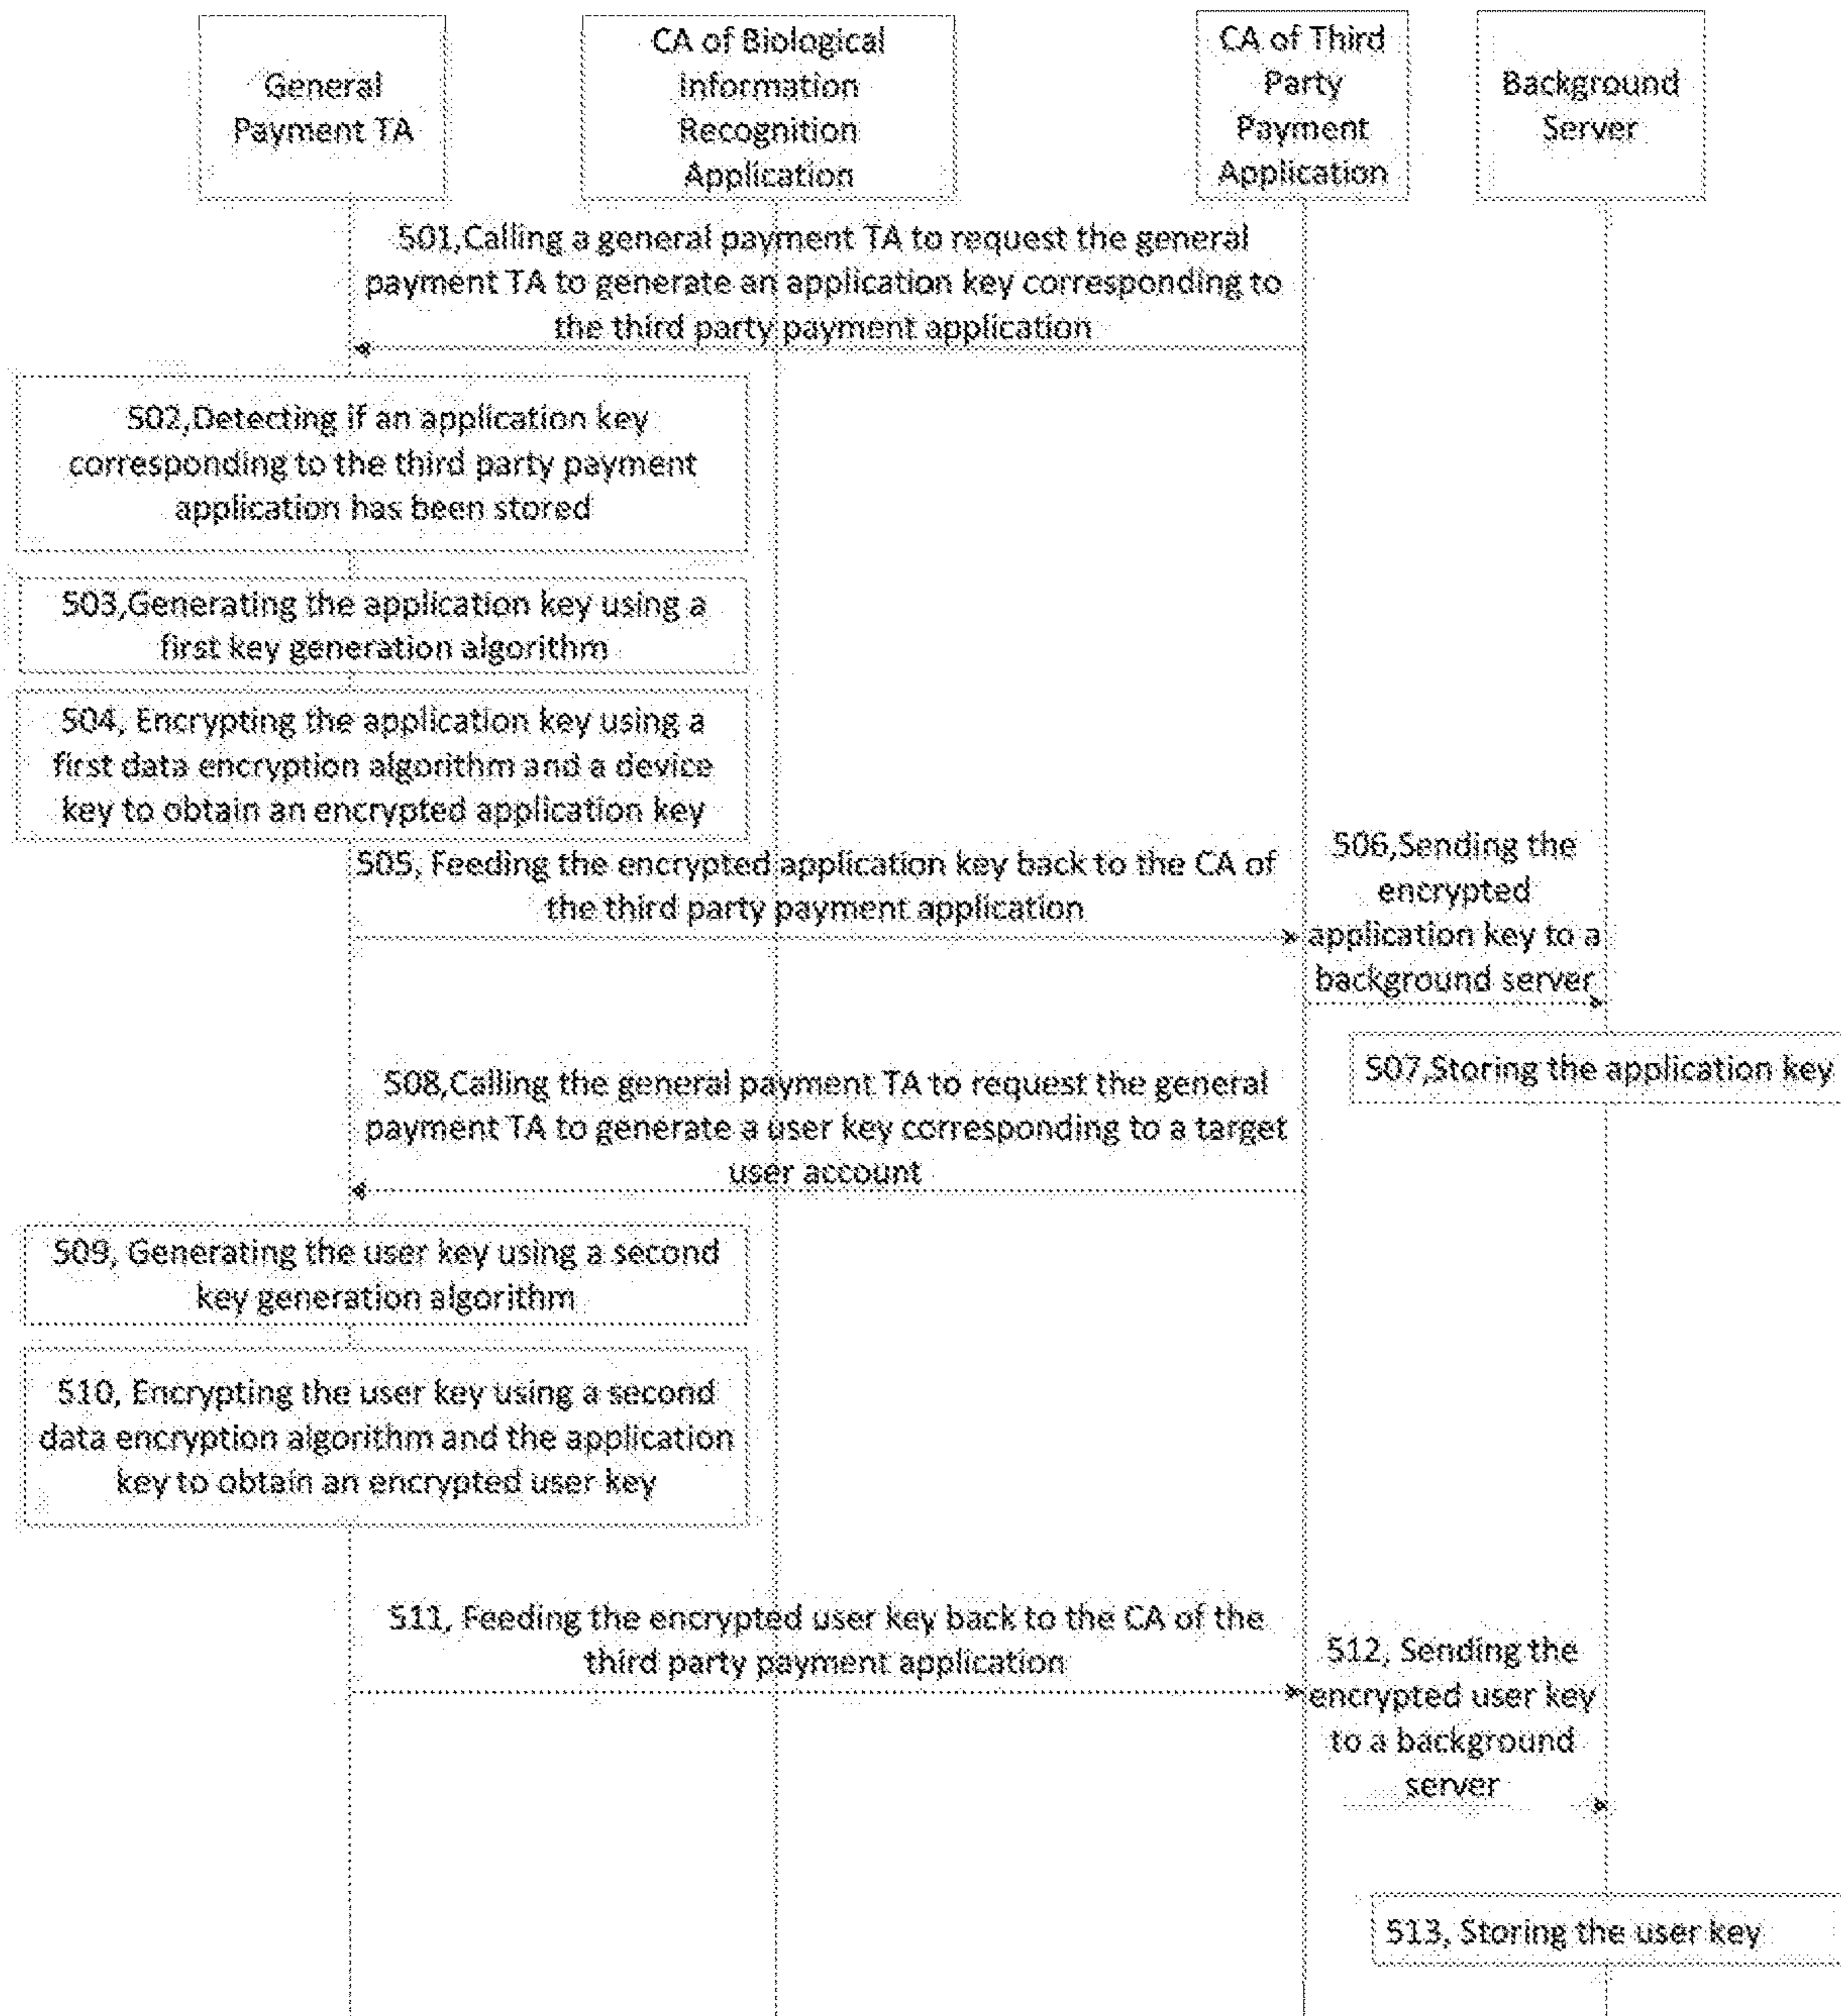 General
Payment TA
CA of Biological
Information
Recognition
Application
CA of Third
Party
Payment
Application
Background
Server
501,Calling a general payment TA to request the general
payment TA to generate an application key corresponding to
the third party payment application
502,Detecting if an application key
corresponding to the third party payment
application has been stored
503,Generating the application key using a
first key generation algorithm
504, Encrypting the application key using a
first data encryption algorithm and a device
key to obtain an encrypted application key
505, Feeding the encrypted application key back to the CA of
the third party payment application
506,Sending the
encrypted
application key to a
background server
507,Storing the application key
508,Calling the general payment TA to request the general
payment TA to generate a user key corresponding to a target
user account
509, Generating the user key using a second
key generation algorithm
510, Encrypting the user key using a second
data encryption algorithm and the application
key to obtain an encrypted user key
511, Feeding the encrypted user key back to the CA of the
third party payment application
512, Sending the
encrypted user key
to a background
server
513, Storing the user key